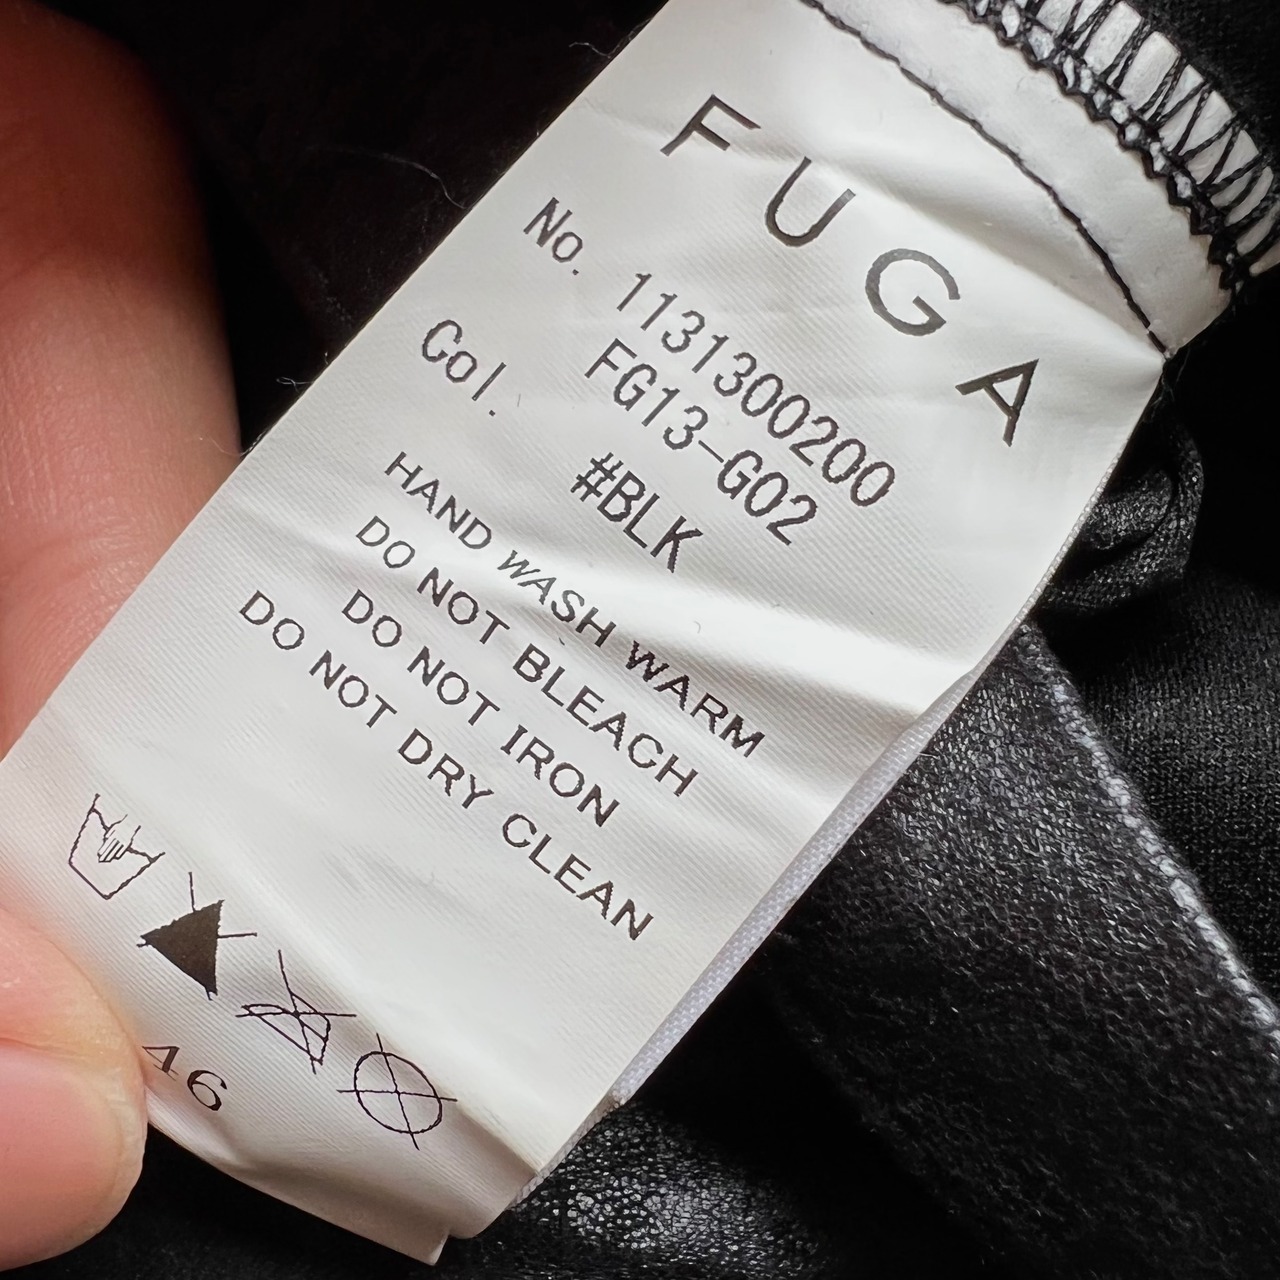 FUGA
No. 1131300200
FG13-G02
Col. #BLK
HAND WASH WARM
DO NOT BLEACH
DO NOT IRON
DO NOT DRY CLEAN
46